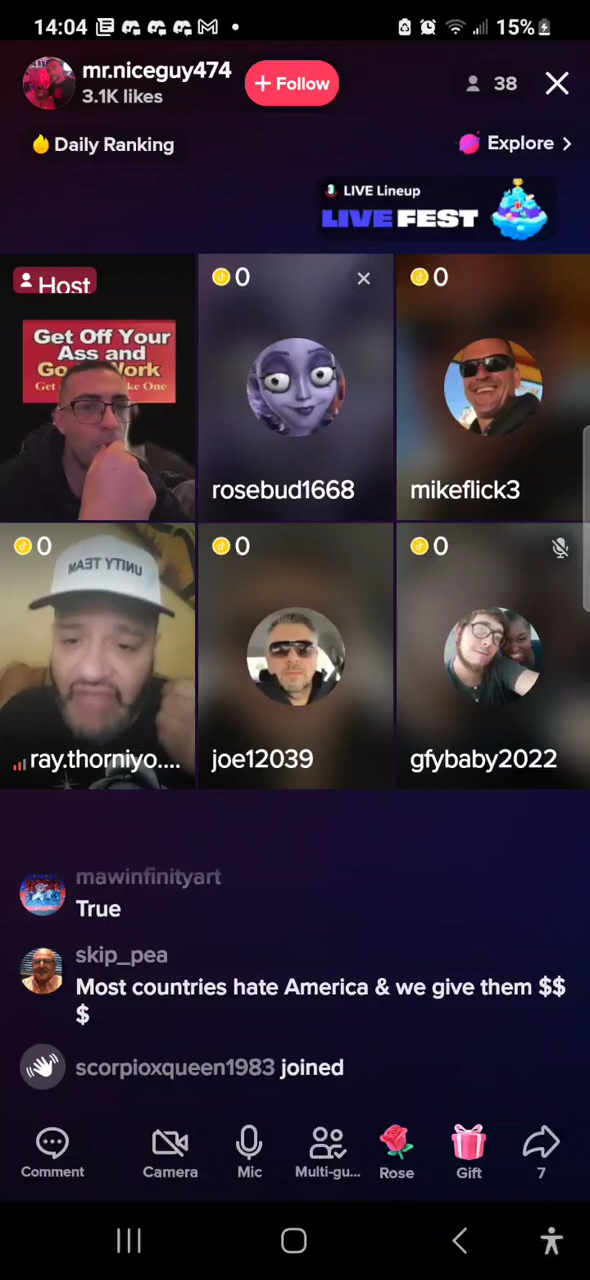 14:04
15%
mr.niceguy474
3.1K likes
+ Follow
38
Daily Ranking
Explore >
LIVE Lineup
LIVE FEST
Host
Get Off Your
Ass and
Work
0
rosebud1668
0
mikeflick3
0
UNITY TEAM
ray.thorniyo....
0
joe12039
0
gfybaby2022
mawinfinityart
True
skip_pea
Most countries hate America & we give them $$
$
scorpioxqueen1983 joined
Comment
Camera
Mic
Multi-gu...
Rose
Gift
7